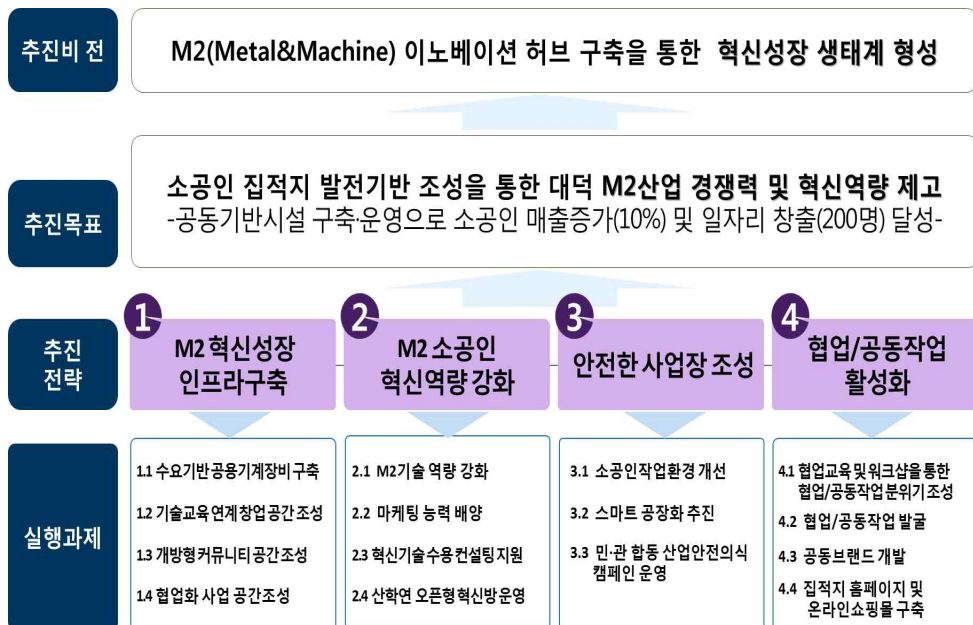 추진비 전
M2(Metal&Machine) 이노베이션 허브 구축을 통한 혁신성장 생태계 형성
추진목표
소공인 집적지 발전기반 조성을 통한 대덕 M2산업 경쟁력 및 혁신역량 제고
-공동기반시설 구축·운영으로 소공인 매출증가(10%) 및 일자리 창출(200명) 달성-
추진
전략
1
M2 혁신성장
인프라구축
2
M2 소공인
혁신역량 강화
3
안전한 사업장 조성
4
협업/공동작업
활성화
실행과제
1.1 수요기반공용기계장비구축
1.2 기술교육연계창업공간조성
1.3 개방형커뮤니티공간조성
1.4 협업화 사업 공간조성
2.1 M2기술 역량 강화
2.2 마케팅 능력 배양
2.3 혁신기술수용컨설팅지원
2.4 산학연 오픈형혁신방운영
3.1 소공인작업환경 개선
3.2 스마트 공장화 추진
3.3 민·관 합동 산업안전의식
캠페인 운영
4.1 협업교육및워크샵을통한
협업/공동작업분위기조성
4.2 협업/공동작업 발굴
4.3 공동브랜드 개발
4.4 집적지 홈페이지 및
온라인쇼핑몰 구축